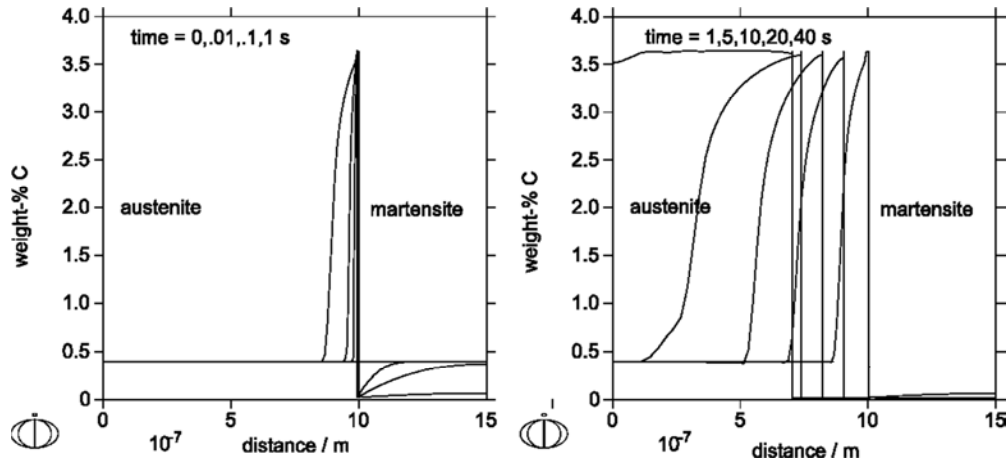 4.0
time = 0,.01,.1,1 s
3.5
3.0
2.5
weight-% C
2.0
austenite
martensite
1.5
1.0
0.5
0
0
5
10
15
10-7
distance / m
4.0
time = 1,5,10,20,40 s
3.5
3.0
2.5
weight-% C
2.0
austenite
martensite
1.5
1.0
0.5
0
0
5
10
15
10-7
distance / m